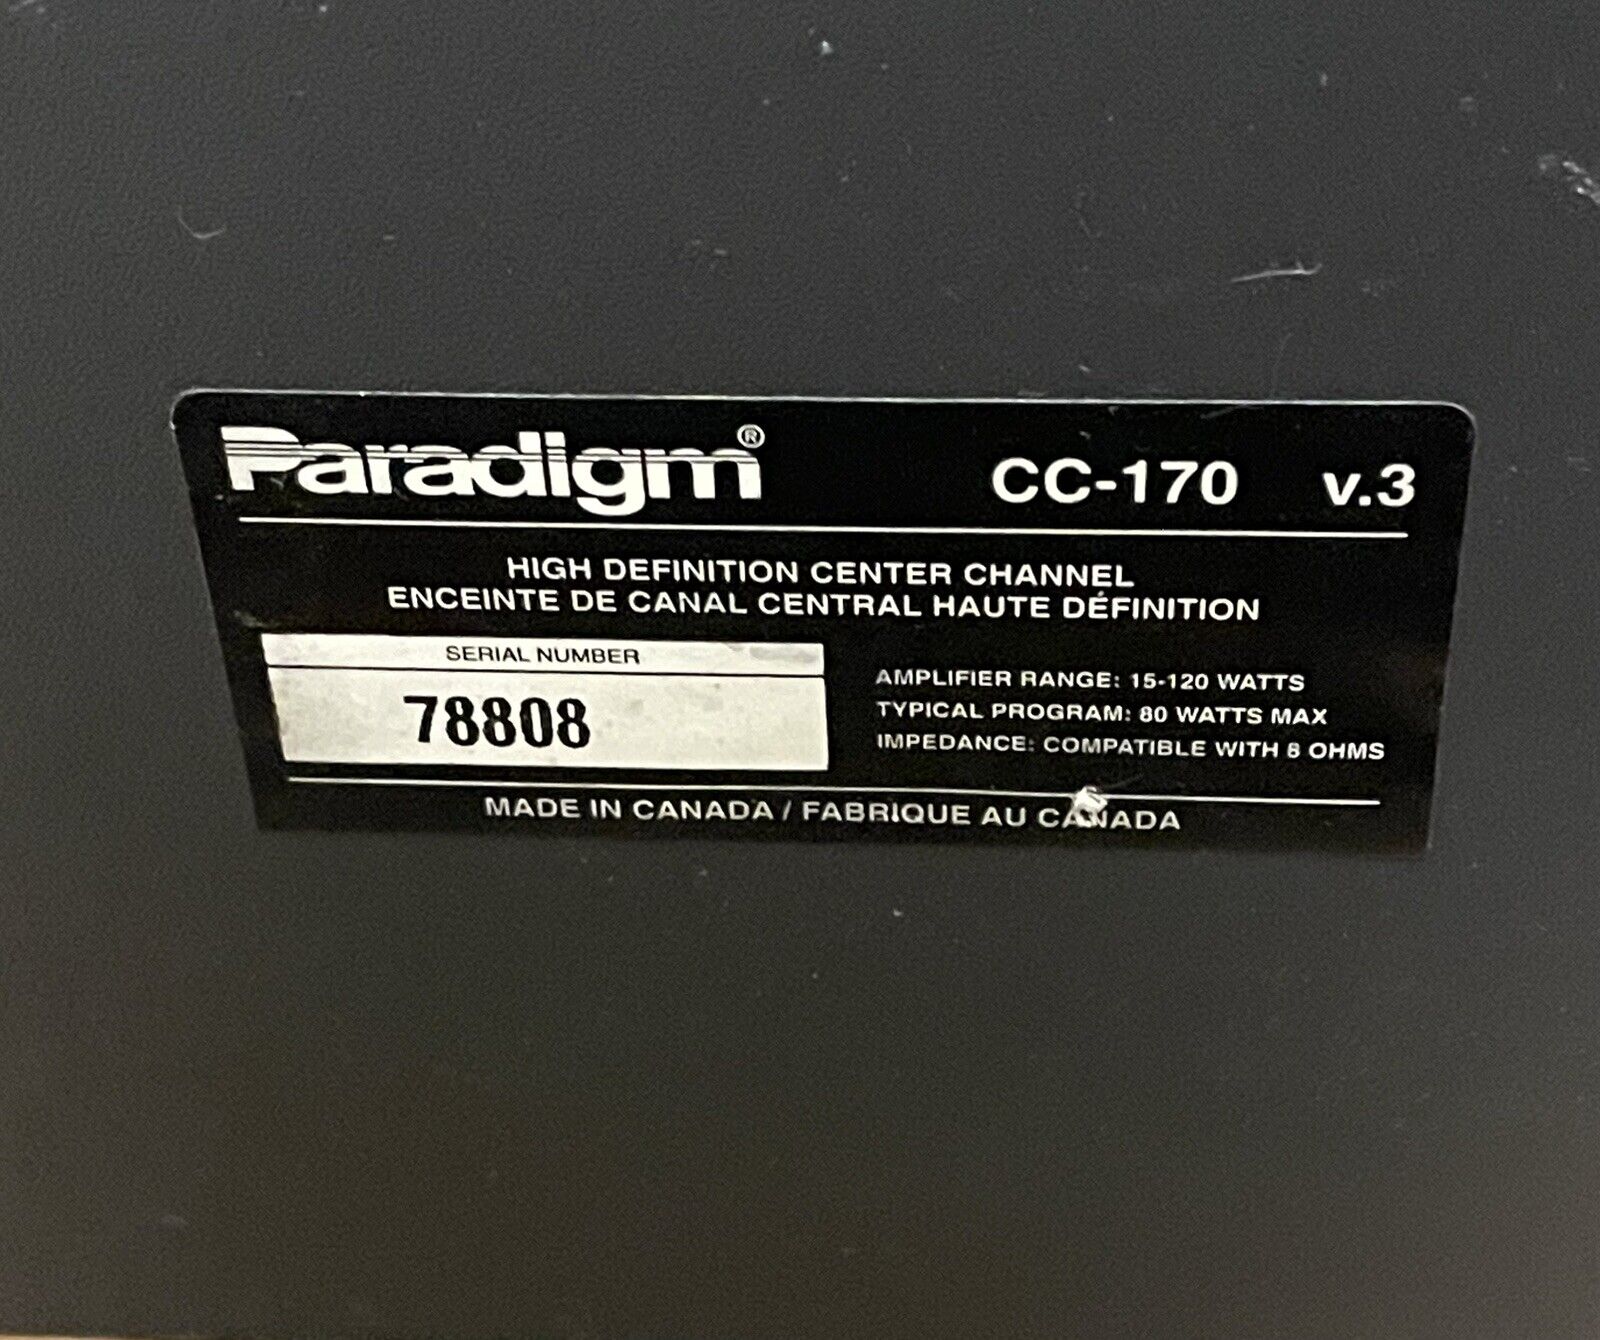 Paradigm® CC-170 v.3
HIGH DEFINITION CENTER CHANNEL
ENCEINTE DE CANAL CENTRAL HAUTE DÉFINITION
SERIAL NUMBER
78808
AMPLIFIER RANGE: 15-120 WATTS
TYPICAL PROGRAM: 80 WATTS MAX
IMPEDANCE: COMPATIBLE WITH 8 OHMS
MADE IN CANADA / FABRIQUE AU CANADA